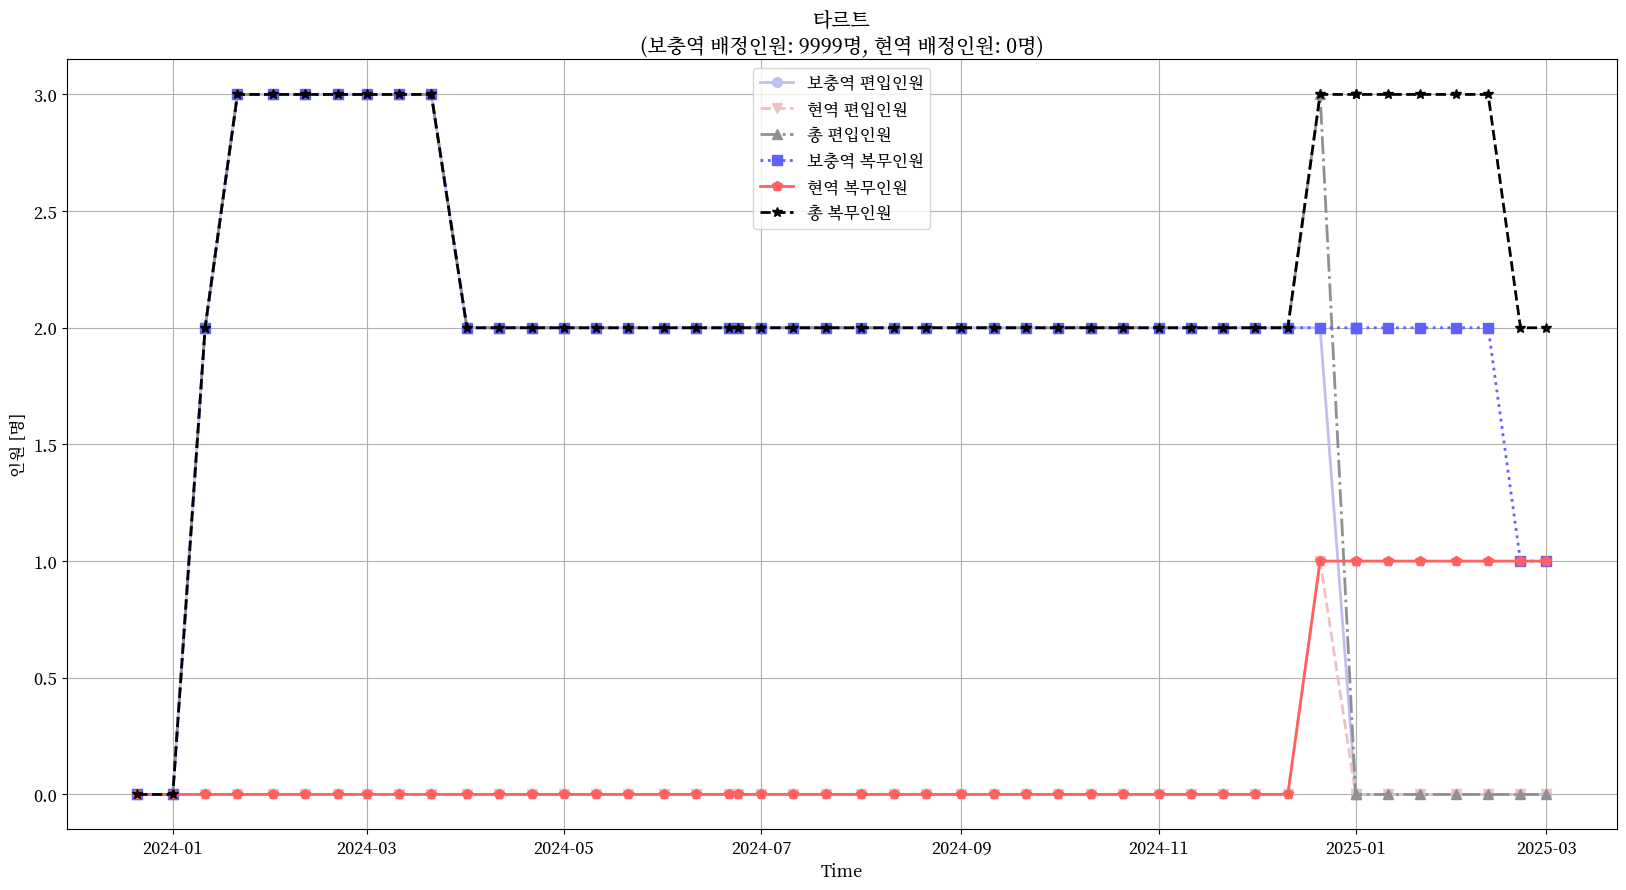 타르트
(보충역 배정인원: 9999명, 현역 배정인원: 0명)
보충역 편입인원
현역 편입인원
총 편입인원
보충역 복무인원
현역 복무인원
총 복무인원
3.0
2.5
2.0
1.5
1.0
0.5
0.0
인원 [명]
2024-01
2024-03
2024-05
2024-07
2024-09
2024-11
2025-01
2025-03
Time